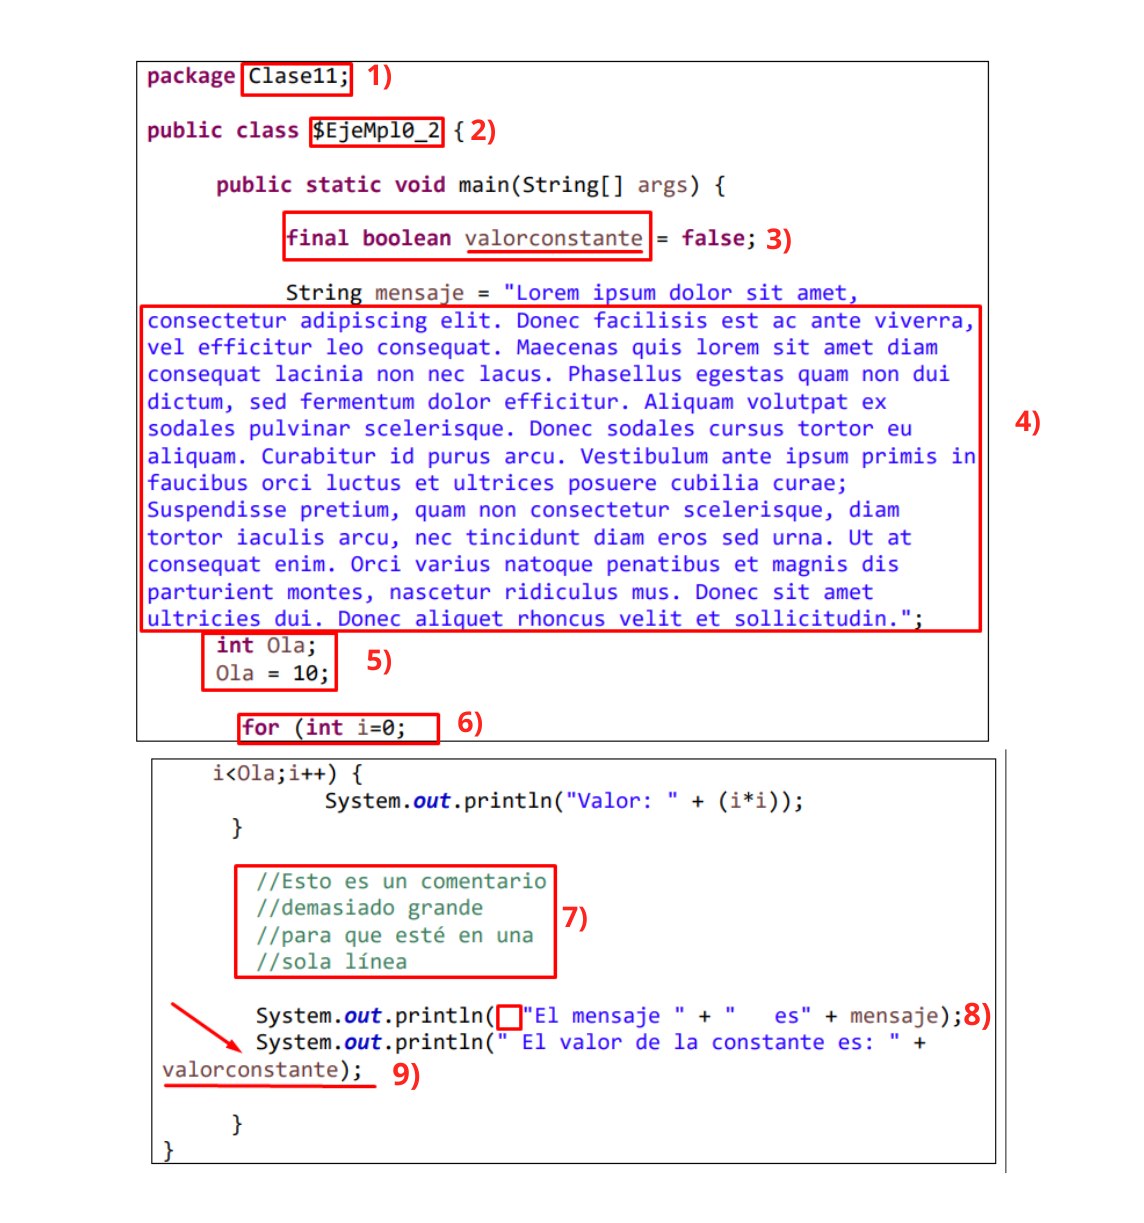 package Clase11; 1)
public class $EjeMpl0_2 { 2)
public static void main(String[] args) {
final boolean valorconstante = false; 3)
String mensaje = "Lorem ipsum dolor sit amet,
consectetur adipiscing elit. Donec facilisis est ac ante viverra,
vel efficitur leo consequat. Maecenas quis lorem sit amet diam
consequat lacinia non nec lacus. Phasellus egestas quam non dui
dictum, sed fermentum dolor efficitur. Aliquam volutpat ex
sodales pulvinar scelerisque. Donec sodales cursus tortor eu 4)
aliquam. Curabitur id purus arcu. Vestibulum ante ipsum primis in
faucibus orci luctus et ultrices posuere cubilia curae;
Suspendisse pretium, quam non consectetur scelerisque, diam
tortor iaculis arcu, nec tincidunt diam eros sed urna. Ut at
consequat enim. Orci varius natoque penatibus et magnis dis
parturient montes, nascetur ridiculus mus. Donec sit amet
ultricies dui. Donec aliquet rhoncus velit et sollicitudin.";
int Ola;
Ola = 10; 5)
for (int i=0; 6)
i<Ola;i++) {
System.out.println("Valor: " + (i*i));
}
//Esto es un comentario
//demasiado grande 7)
//para que esté en una
//sola línea
System.out.println( "El mensaje " + "   es" + mensaje); 8)
System.out.println(" El valor de la constante es: " +
valorconstante); 9)
}
}